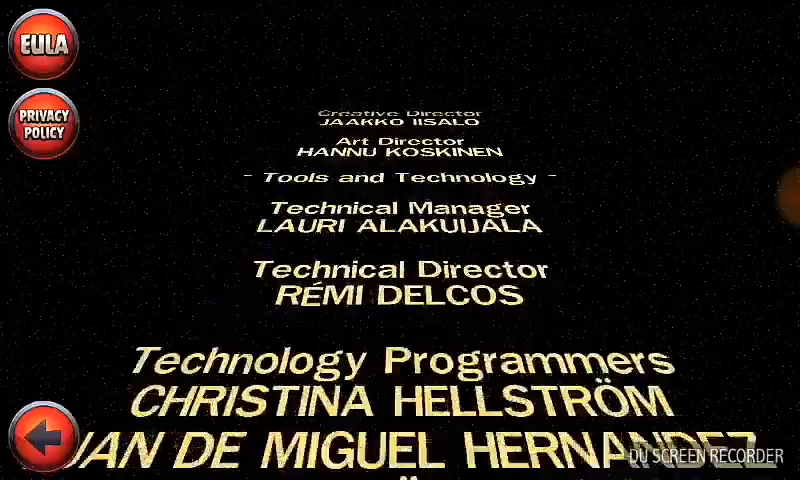 EULA
PRIVACY
POLICY
Creative Director
JAAKKO IISALO
Art Director
HANNU KOSKINEN
- Tools and Technology -
Technical Manager
LAURI ALAKUIJALA
Technical Director
RÉMI DELCOS
Technology Programmers
CHRISTINA HELLSTRÖM
DE MIGUEL HERNANDEZ
DU SCREEN RECORDER